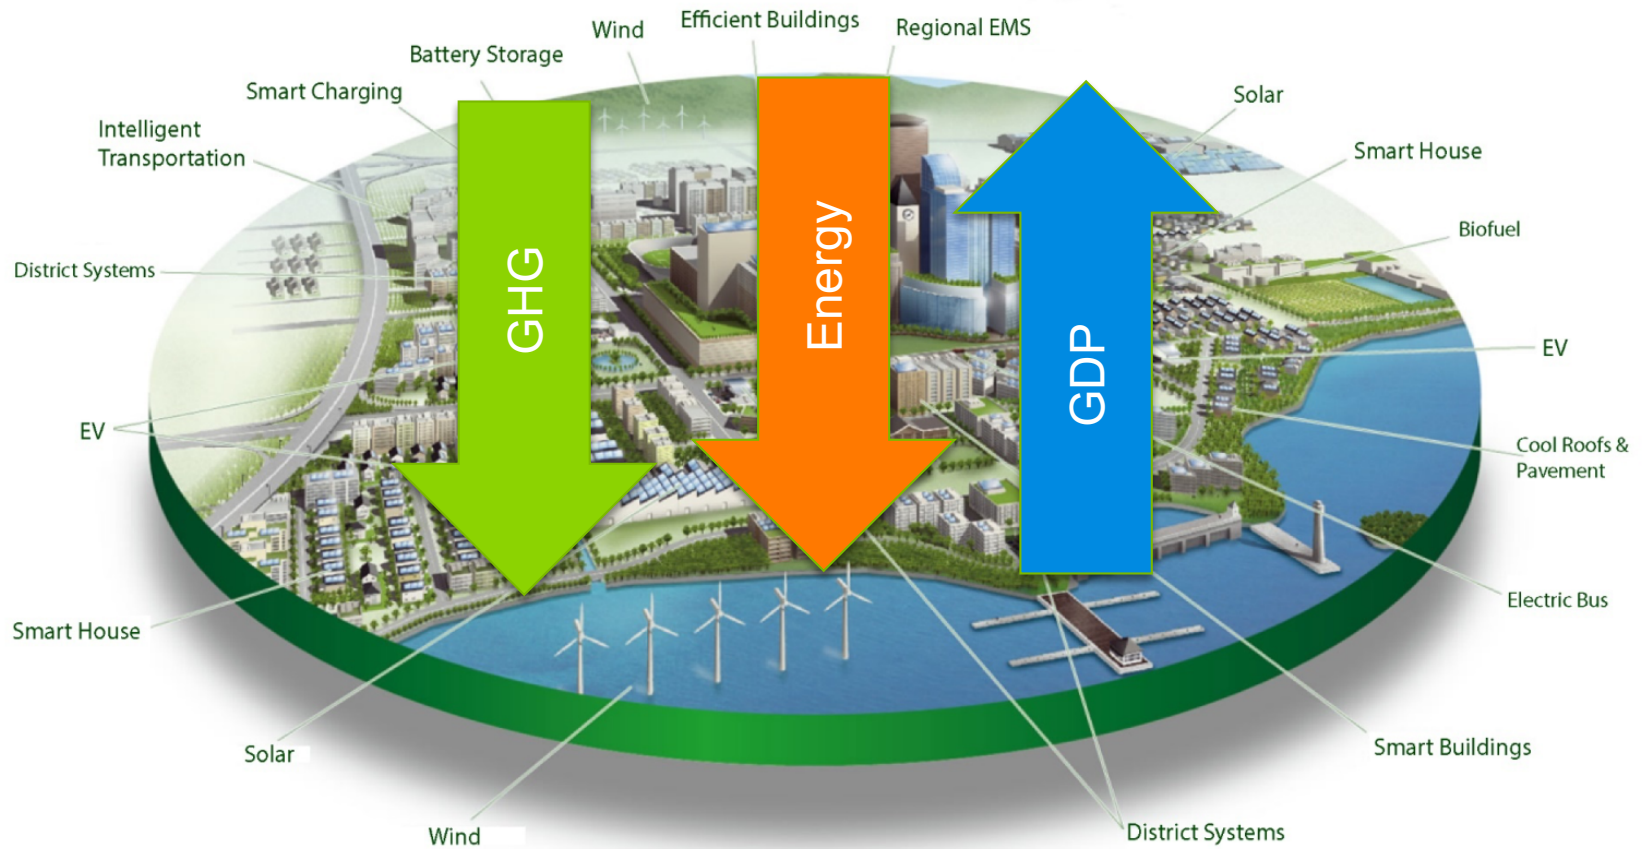 Efficient Buildings
Wind
Regional EMS
Battery Storage
Smart Charging
Solar
Intelligent
Transportation
Smart House
Biofuel
District Systems
GHG
Energy
GDP
EV
EV
Cool Roofs &
Pavement
Electric Bus
Smart House
Solar
Smart Buildings
Wind
District Systems